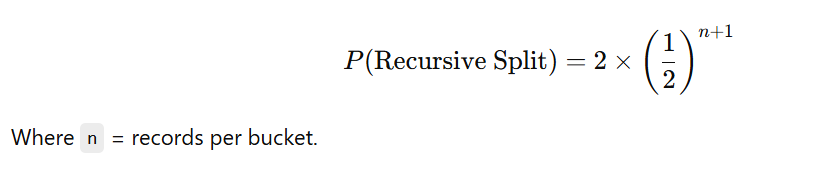 P(Recursive Split) = 2 × (1/2)^{n+1}
Where n = records per bucket.